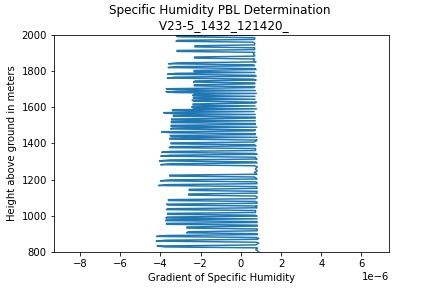 Specific Humidity PBL Determination
V23-5_1432_121420_
2000
1800
1600
1400
1200
1000
800
Height above ground in meters
−8 −6 −4 −2 0 2 4 6
1e−6
Gradient of Specific Humidity